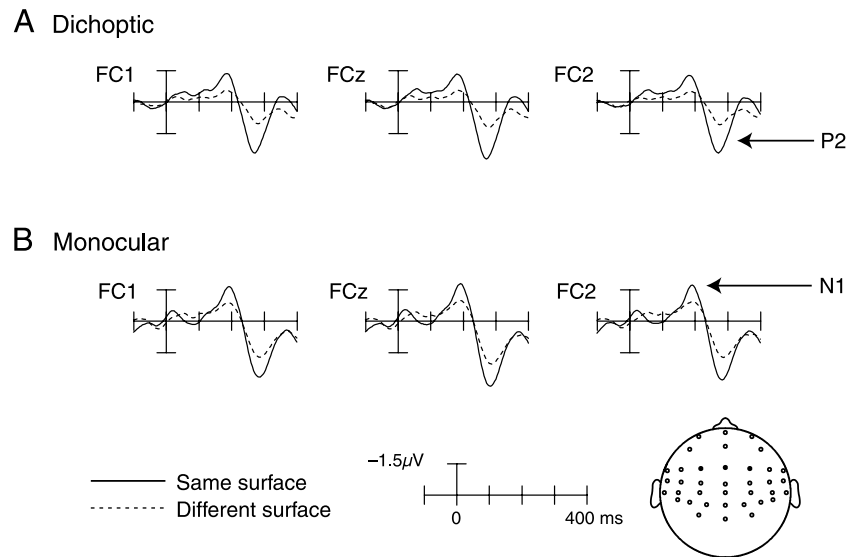 A Dichoptic
FC1 FCz FC2
P2
B Monocular
FC1 FCz FC2
N1
−1.5µV
Same surface
Different surface
0 400 ms